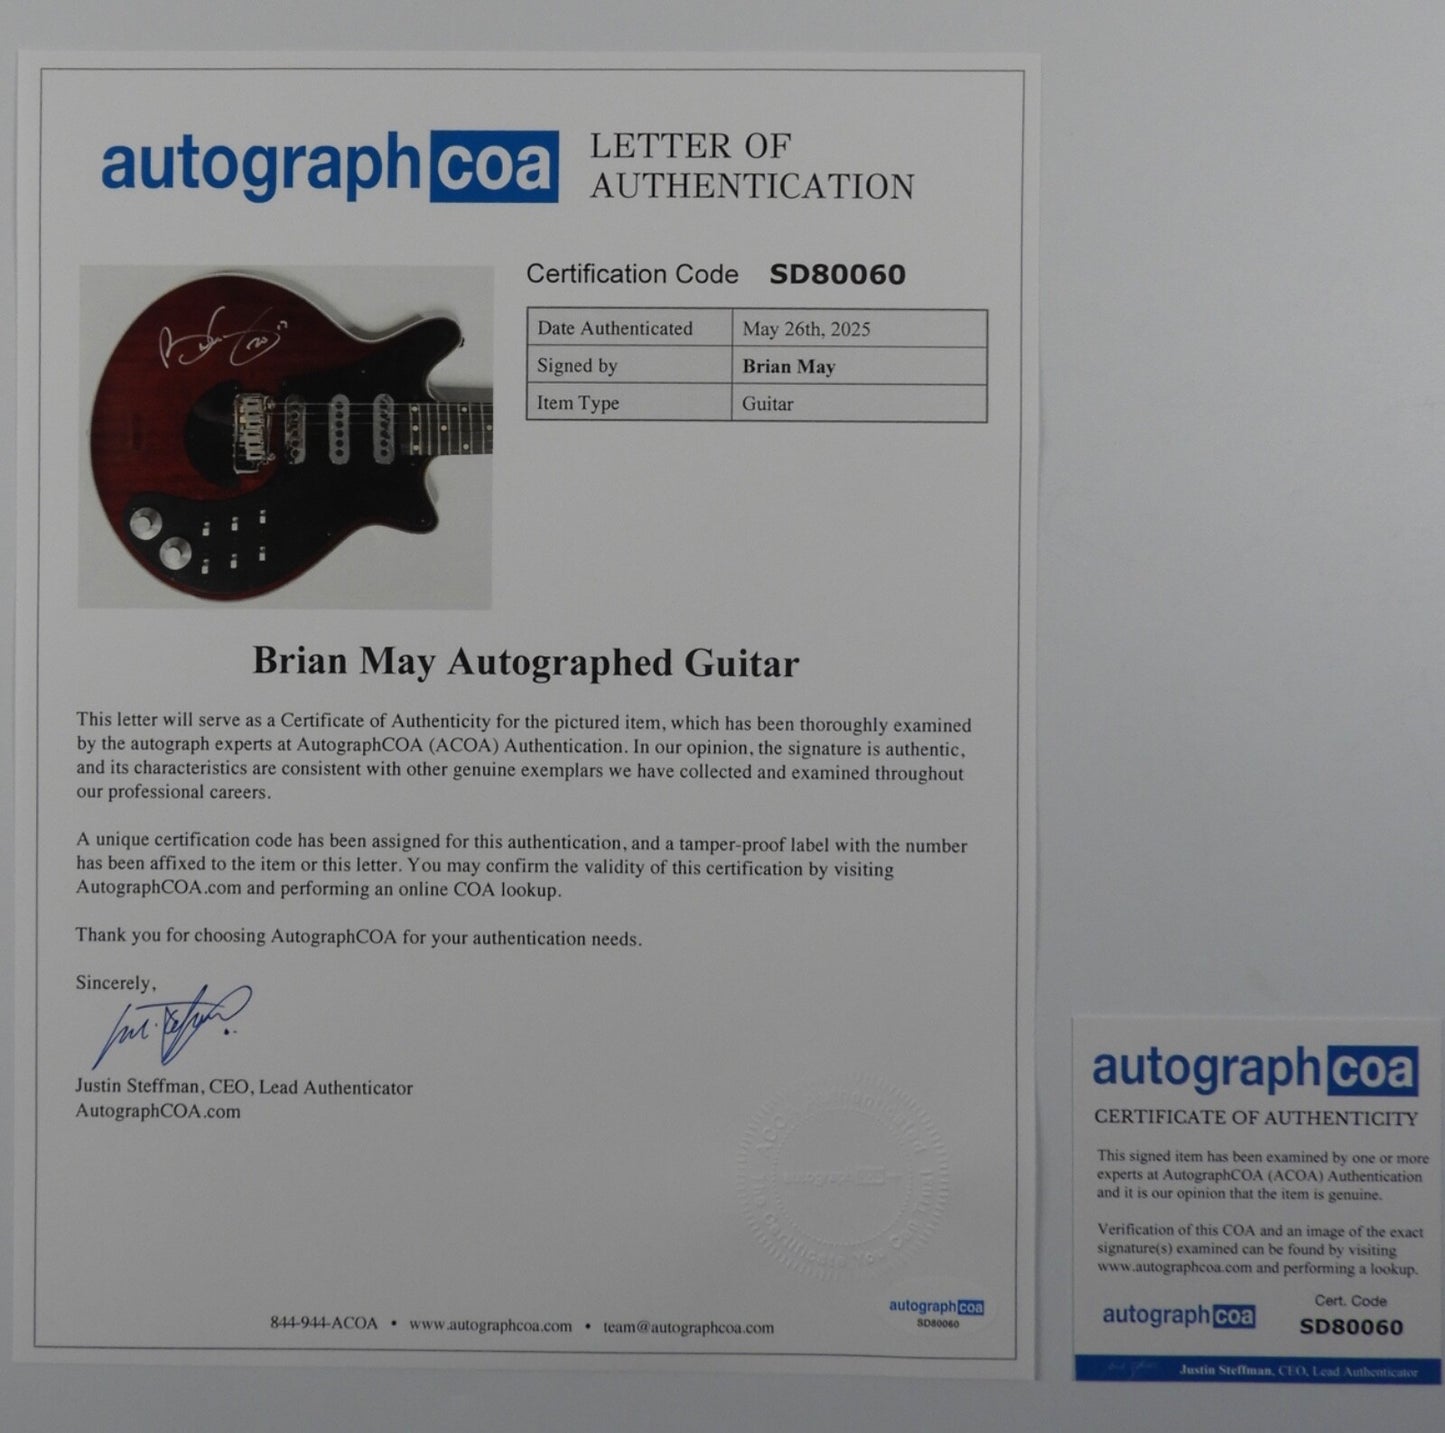 autographcoa
LETTER OF
AUTHENTICATION
Certification Code SD80060
Date Authenticated May 26th, 2025
Signed by Brian May
Item Type Guitar
Brian May Autographed Guitar
This letter will serve as a Certificate of Authenticity for the pictured item, which has been thoroughly examined
by the autograph experts at AutographCOA (ACOA) Authentication. In our opinion, the signature is authentic,
and its characteristics are consistent with other genuine exemplars we have collected and examined throughout
our professional careers.
A unique certification code has been assigned for this authentication, and a tamper-proof label with the number
has been affixed to the item or this letter. You may confirm the validity of this certification by visiting
AutographCOA.com and performing an online COA lookup.
Thank you for choosing AutographCOA for your authentication needs.
Sincerely,
Justin Steffman, CEO, Lead Authenticator
AutographCOA.com
autographcoa
SD80060
844-944-ACOA • www.autographcoa.com • team@autographcoa.com
autographcoa
CERTIFICATE OF AUTHENTICITY
This signed item has been examined by one or more
experts at AutographCOA (ACOA) Authentication
and it is our opinion that the item is genuine.
Verification of this COA and an image of the exact
signature(s) examined can be found by visiting
www.autographcoa.com and performing a lookup.
autographcoa
Cert. Code
SD80060
Justin Steffman, CEO, Lead Authenticator